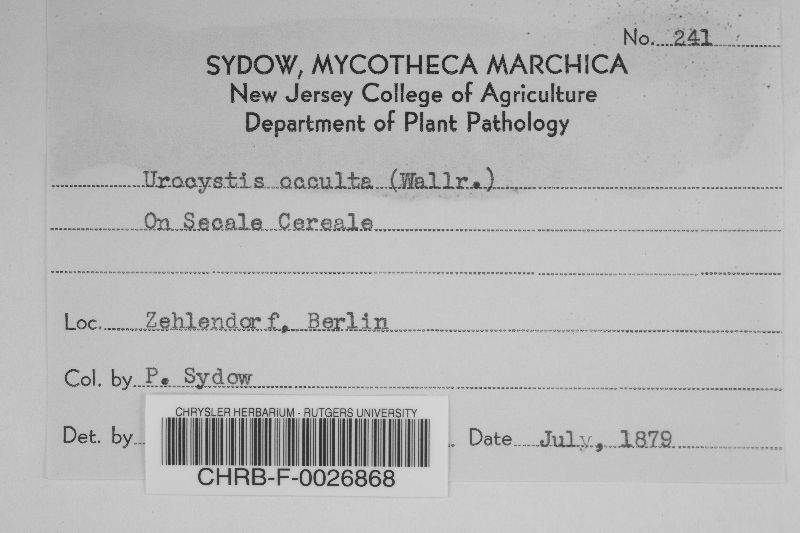 No. 241
SYDOW, MYCOTHECA MARCHICA
New Jersey College of Agriculture
Department of Plant Pathology
Urocystis occulta (Wallr.)
On Secale Cereale
Loc. Zehlendorf, Berlin
Col. by P. Sydow
Det. by Date July, 1879
CHRYSLER HERBARIUM - RUTGERS UNIVERSITY
CHRB-F-0026868